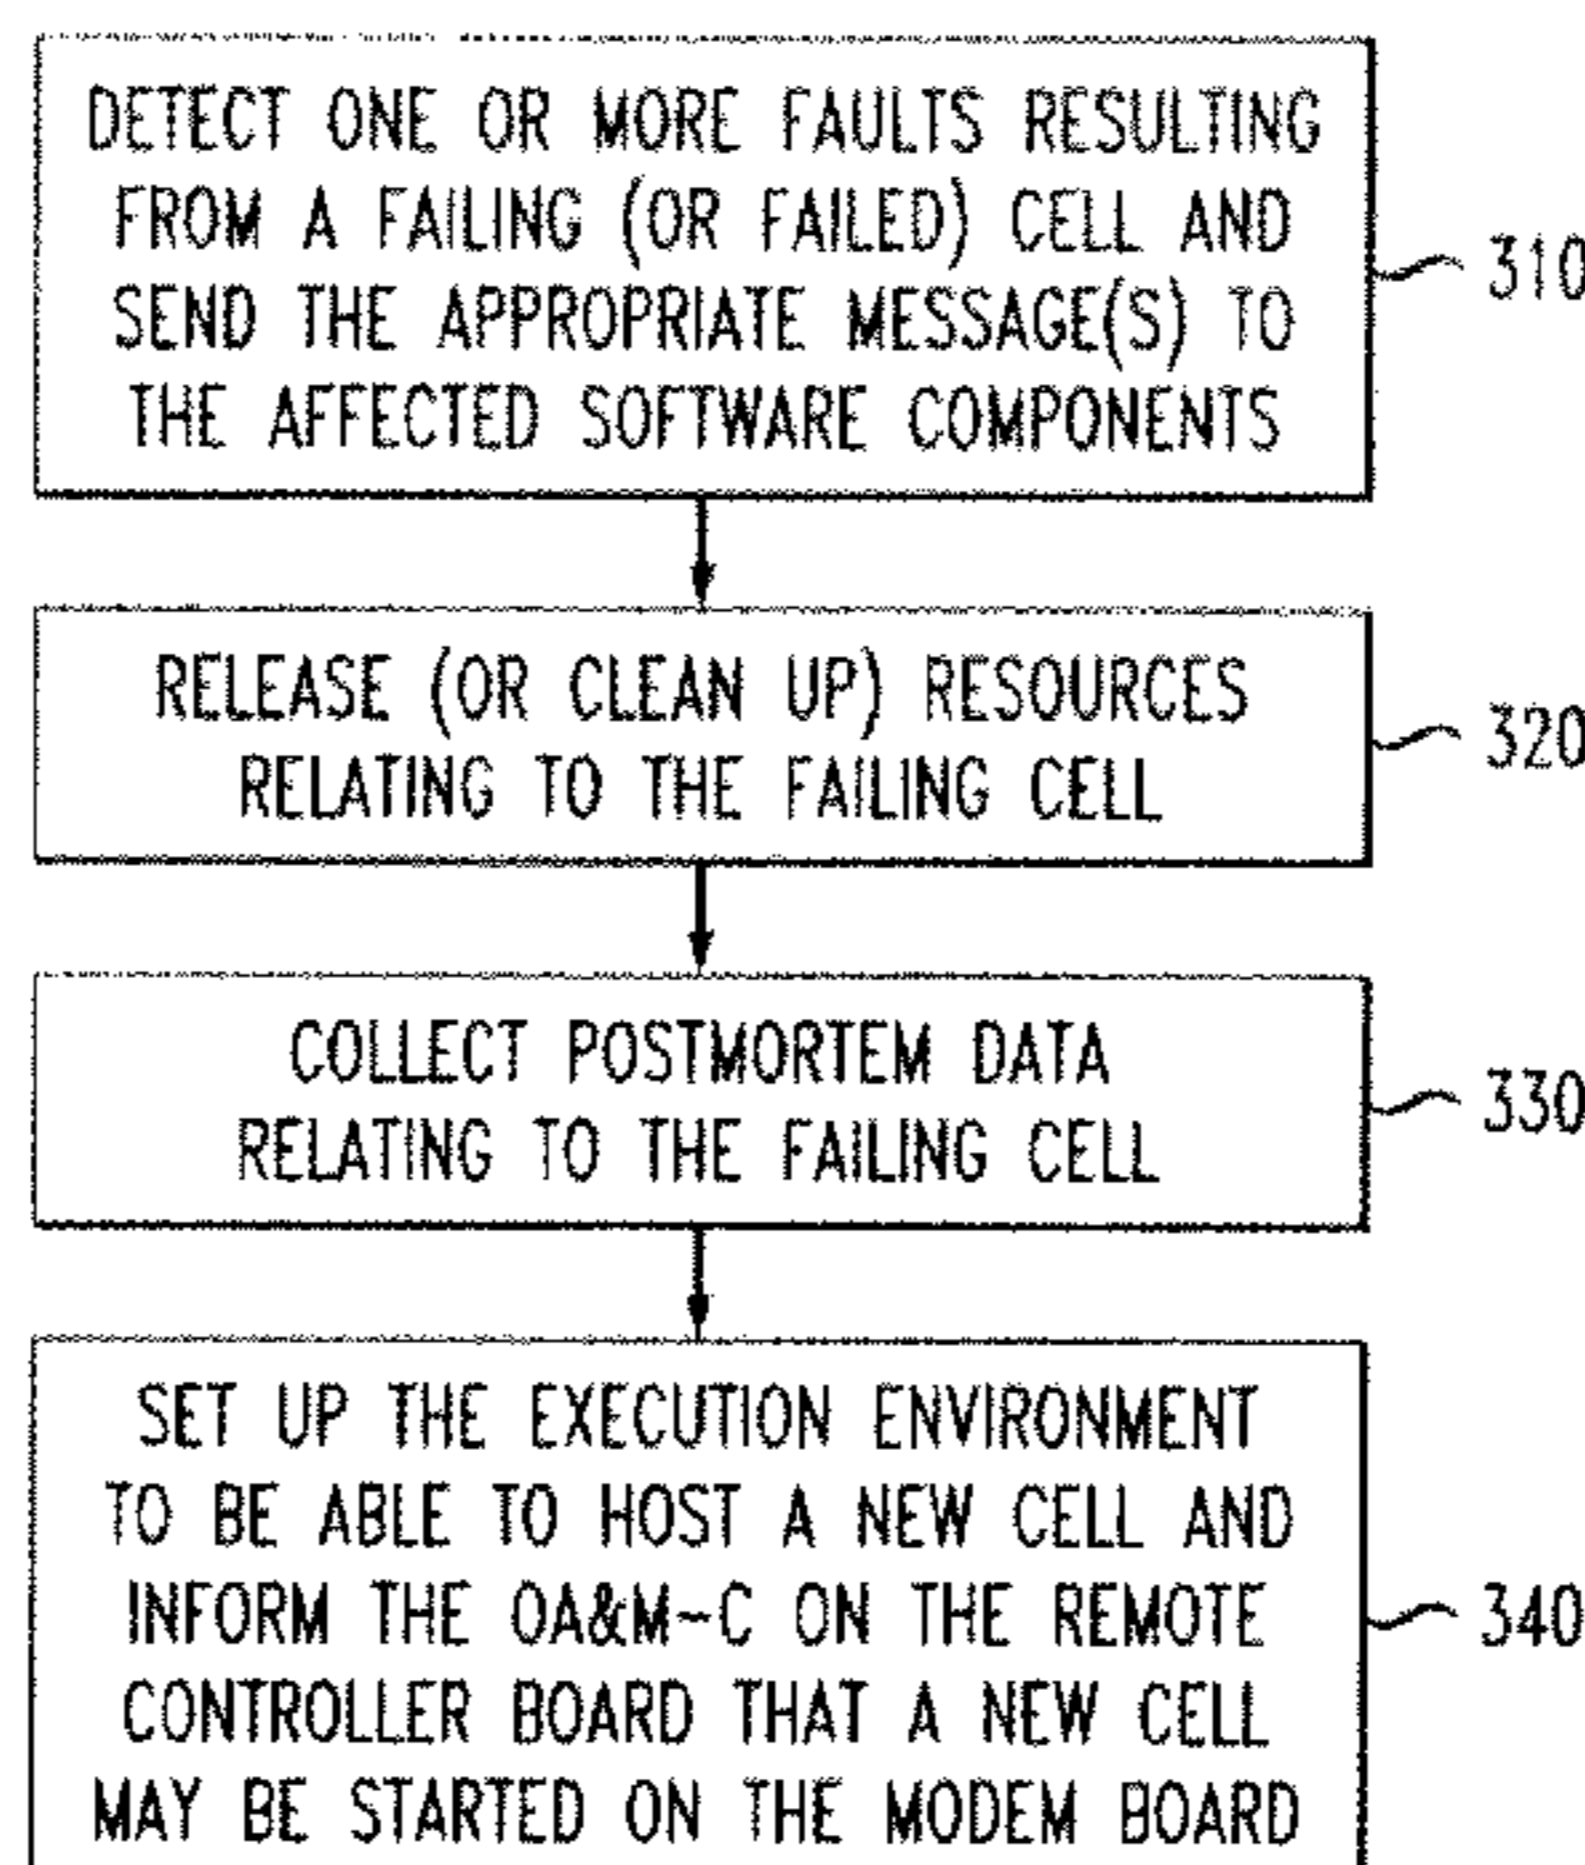 DETECT ONE OR MORE FAULTS RESULTING
FROM A FAILING (OR FAILED) CELL AND
SEND THE APPROPRIATE MESSAGE(S) TO
THE AFFECTED SOFTWARE COMPONENTS
310
RELEASE (OR CLEAN UP) RESOURCES
RELATING TO THE FAILING CELL
320
COLLECT POSTMORTEM DATA
RELATING TO THE FAILING CELL
330
SET UP THE EXECUTION ENVIRONMENT
TO BE ABLE TO HOST A NEW CELL AND
INFORM THE OA&M-C ON THE REMOTE
CONTROLLER BOARD THAT A NEW CELL
MAY BE STARTED ON THE MODEM BOARD
340